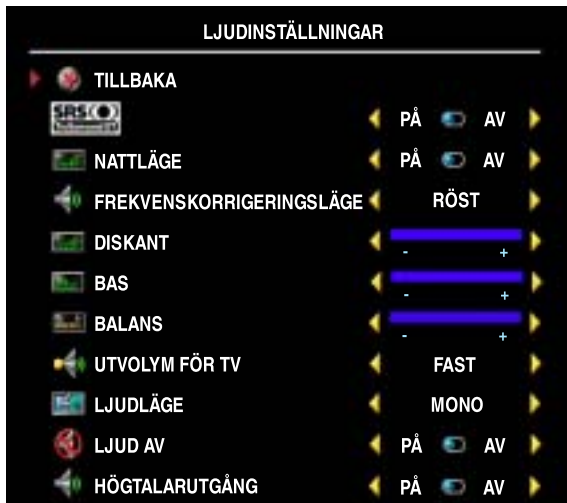 LJUDINSTÄLLNINGAR
TILLBAKA
SRS(●) PÅ AV
NATTLÄGE PÅ AV
FREKVENSKORRIGERINGSLÄGE RÖST
DISKANT - +
BAS - +
BALANS - +
UTVOLYM FÖR TV FAST
LJUDLÄGE MONO
LJUD AV PÅ AV
HÖGTALARUTGÅNG PÅ AV